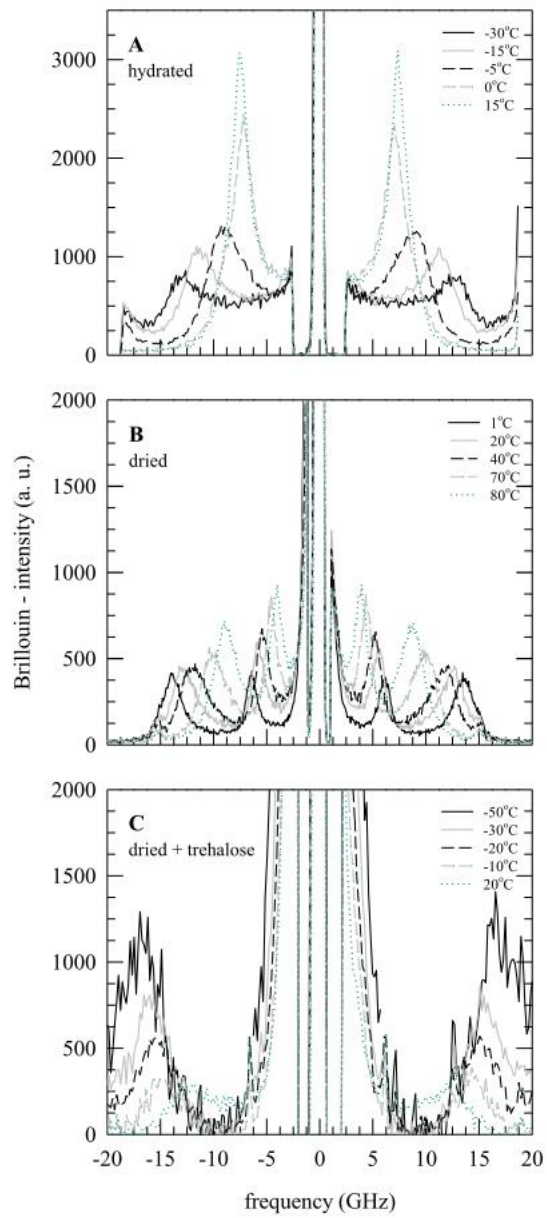 A
hydrated
-30°C
-15°C
-5°C
0°C
15°C
3000
2000
1000
0
B
dried
1°C
20°C
40°C
70°C
80°C
2000
1500
1000
500
0
Brillouin - intensity (a. u.)
C
dried + trehalose
-50°C
-30°C
-20°C
-10°C
20°C
2000
1500
1000
500
0
-20 -15 -10 -5 0 5 10 15 20
frequency (GHz)